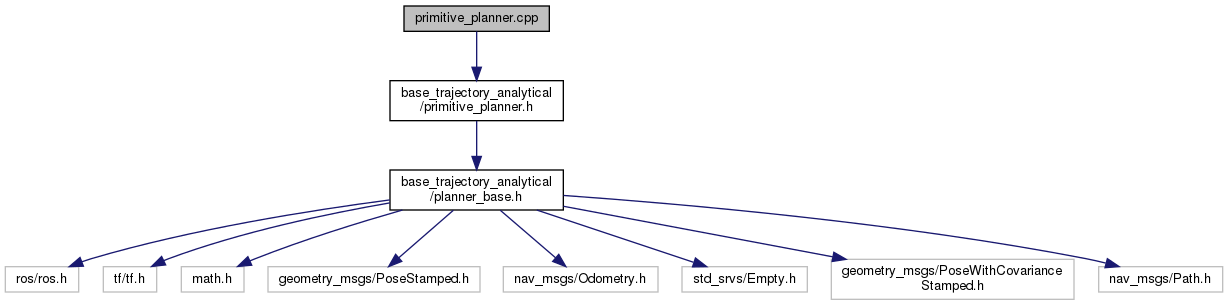 primitive_planner.cpp
base_trajectory_analytical
/primitive_planner.h
base_trajectory_analytical
/planner_base.h
ros/ros.h
tf/tf.h
math.h
geometry_msgs/PoseStamped.h
nav_msgs/Odometry.h
std_srvs/Empty.h
geometry_msgs/PoseWithCovariance
Stamped.h
nav_msgs/Path.h